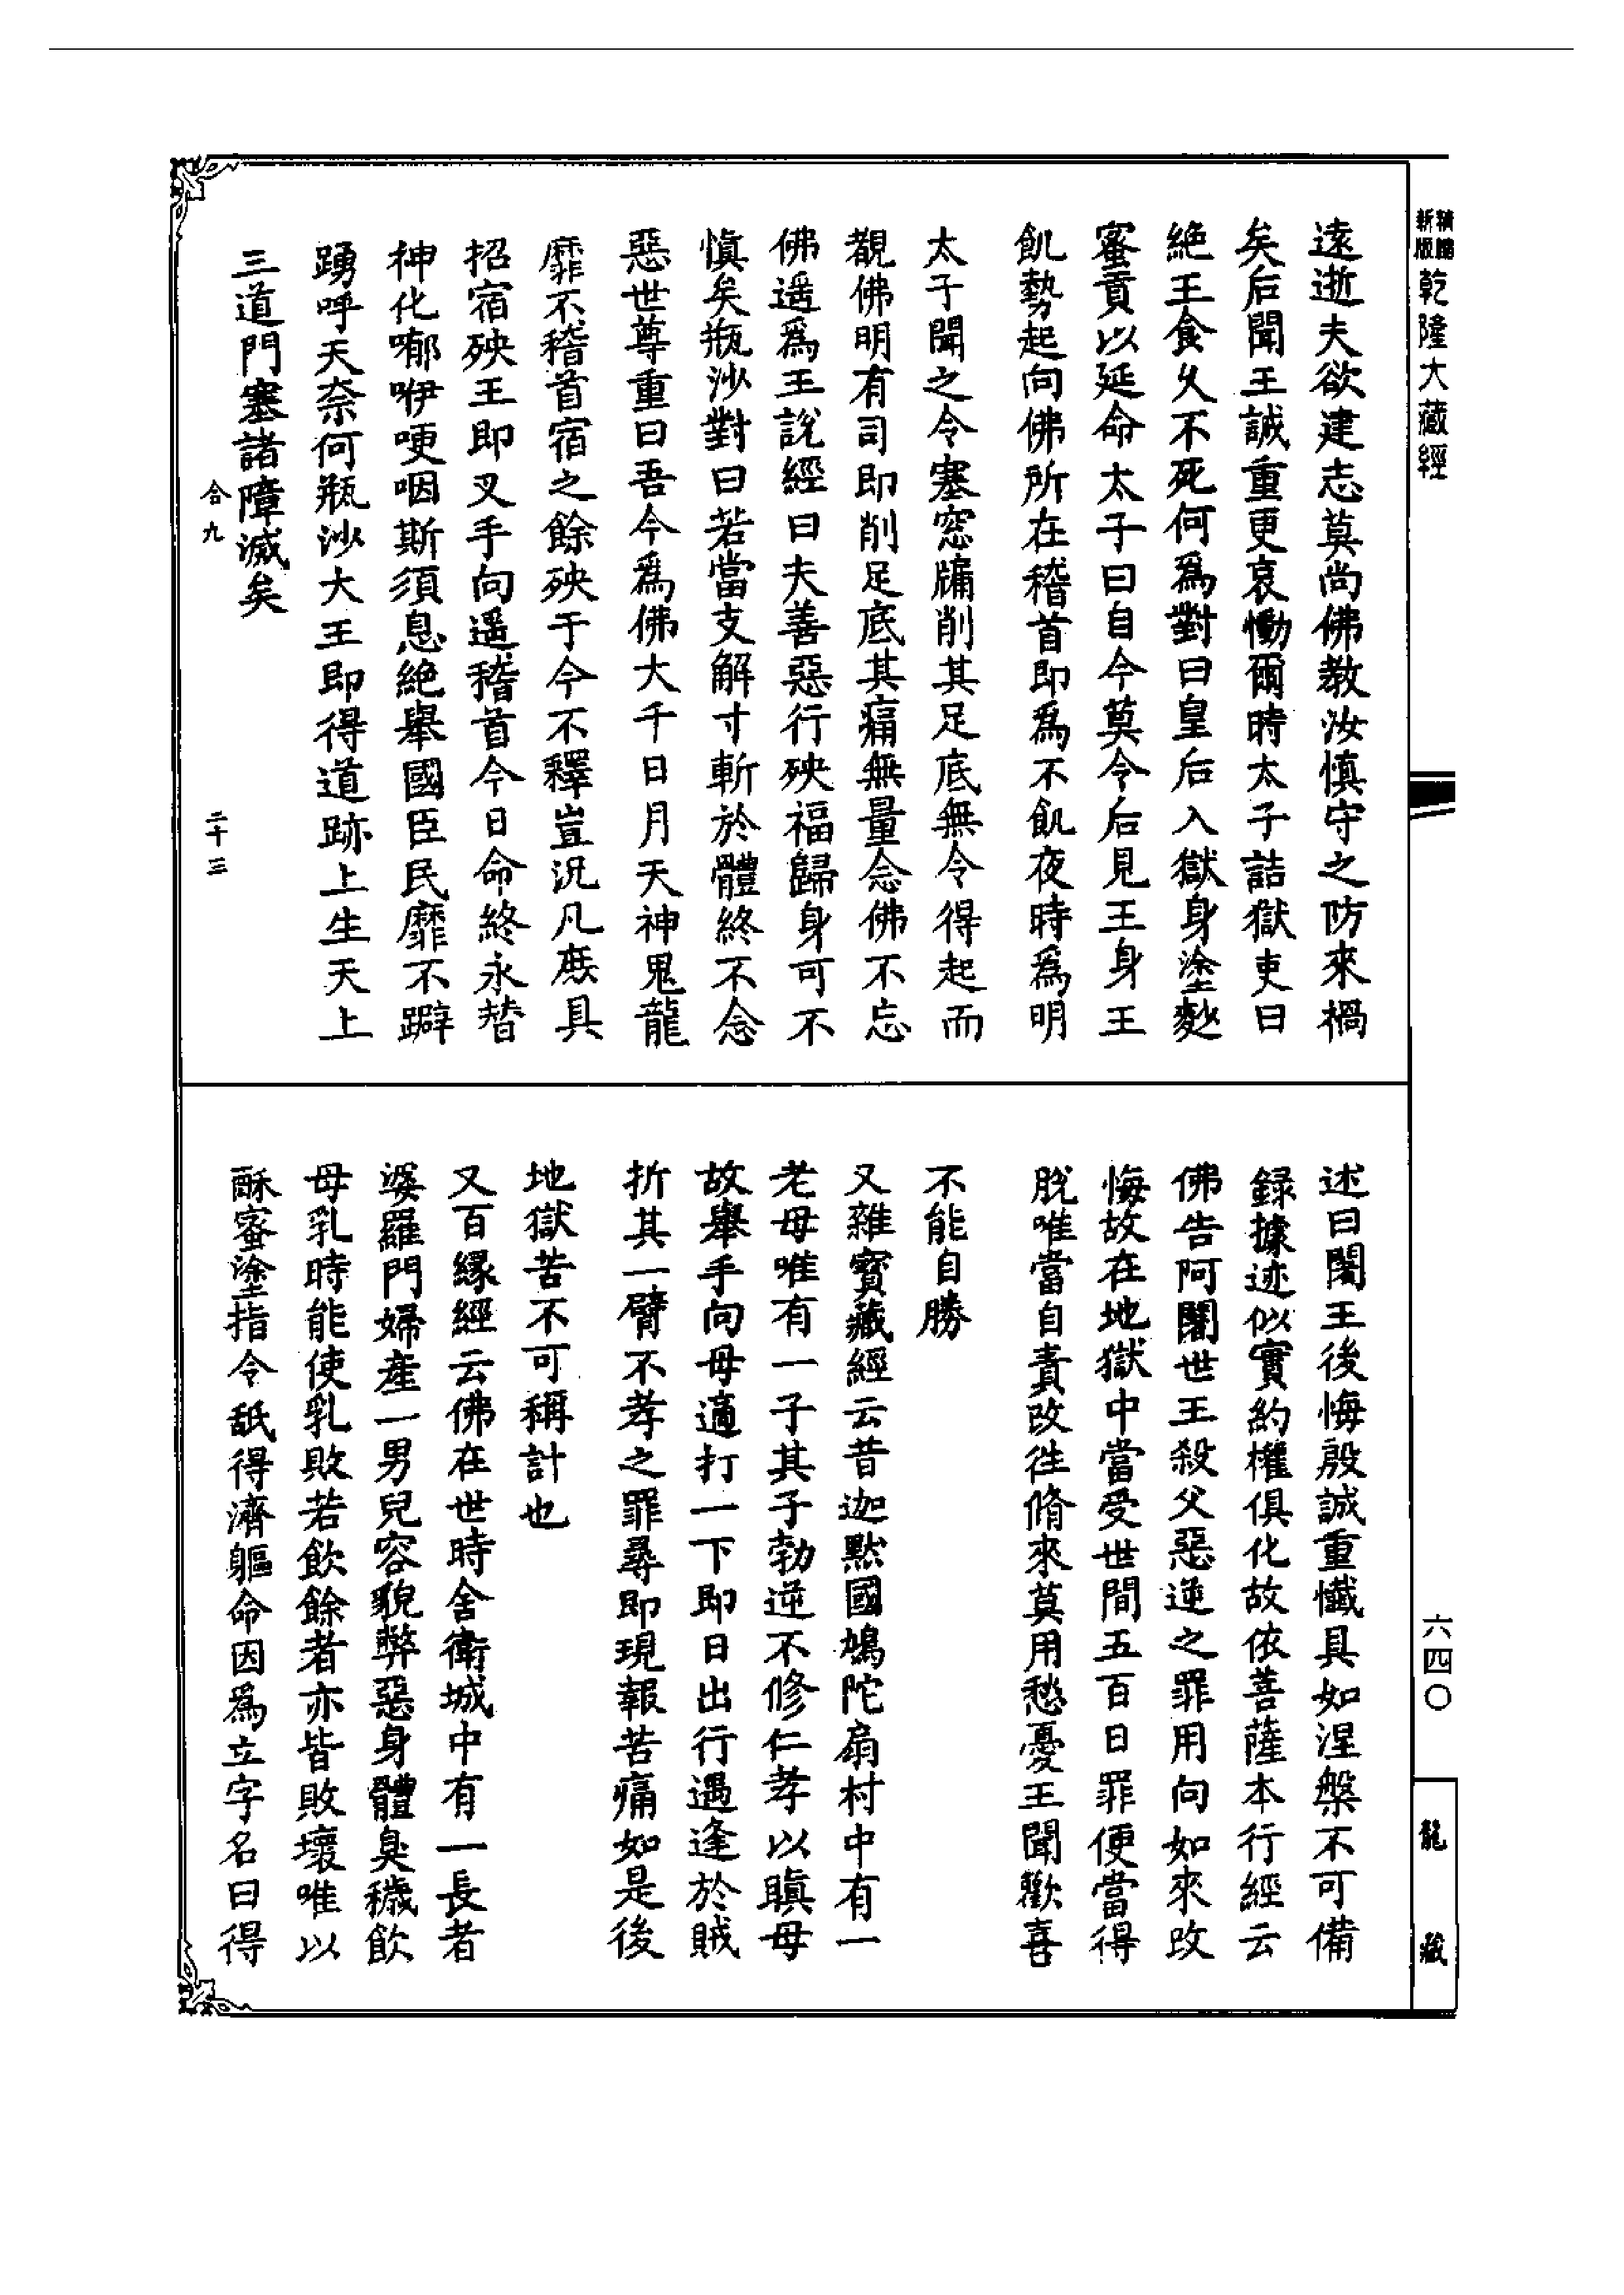 新版
精縮
乾隆大藏經
遠逝夫欲建志莫尚佛教汝慎守之防來禍
矣后聞王誠重更哀慟爾時太子詰獄吏曰
絕王食乆不死何爲對曰皇后入獄身塗麨
蜜貢以延命太子曰自今莫令后見王身王
飢勢起向佛所在稽首即爲不飢夜時爲明
太子聞之令塞窓牗削其足底無令得起而
覩佛明有司即削足底其痛無量念佛不忘
佛遥爲王說經曰夫善惡行殃福歸身可不
慎矣瓶沙對曰若當支解寸斬於體終不念
惡世尊重曰吾今爲佛大千日月天神鬼龍
靡不稽首宿之餘殃于今不釋豈況凡庶具
招宿殃王即叉手向遥稽首今日命終永替
神化唧咿哽咽斯須息絶舉國臣民靡不躃
踴呼天奈何瓶沙大王即得道跡上生天上
三道門塞諸障滅矣
合九
二十三
述曰闍王後悔殷誠重懺具如涅槃不可備
録據迹似實約權俱化故依菩薩本行經云
佛告阿闍世王殺父惡逆之罪用向如來改
悔故在地獄中當受世間五百日罪便當得
脫唯當自責改徃脩來莫用愁憂王聞歡喜
不能自勝
又雜寶藏經云昔迦黙國鳩陀扇村中有一
老母唯有一子其子勃逆不修仁孝以瞋母
故舉手向母適打一下即日出行遇逢於賊
折其一臂不孝之罪尋即現報苦痛如是後
地獄苦不可稱計也
又百縁經云佛在世時舍衛城中有一長者
婆羅門婦產一男兒容貌弊惡身體臭穢飲
母乳時能使乳敗若飲餘者亦皆敗壞唯以
酥蜜塗指令舐得濟軀命因爲立字名曰得
六四〇
龍藏